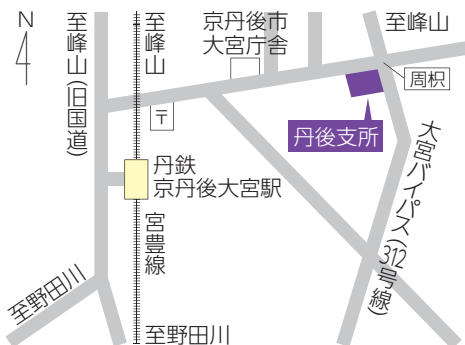 N
至峰山(旧国道)
至峰山
京丹後市
大宮庁舎
至峰山
周枳
〒
丹後支所
丹鉄
京丹後大宮駅
宮豊線
大宮バイパス(312号線)
至野田川
至野田川